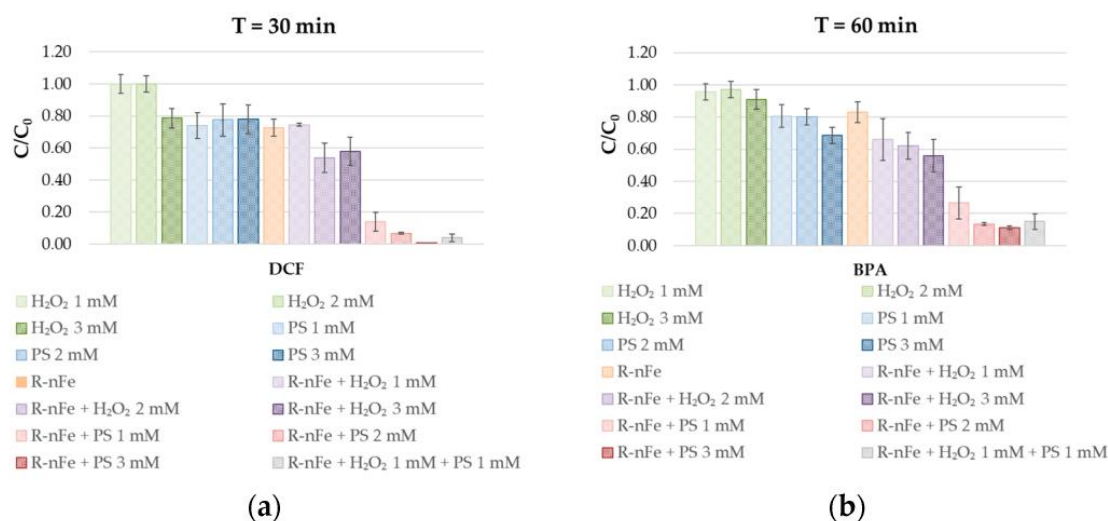 T = 30 min
1.20
1.00
0.80
0.60
0.40
0.20
0.00
C/C₀
DCF
H₂O₂ 1 mM
H₂O₂ 2 mM
H₂O₂ 3 mM
PS 1 mM
PS 2 mM
PS 3 mM
R-nFe
R-nFe + H₂O₂ 1 mM
R-nFe + H₂O₂ 2 mM
R-nFe + H₂O₂ 3 mM
R-nFe + PS 1 mM
R-nFe + PS 2 mM
R-nFe + PS 3 mM
R-nFe + H₂O₂ 1 mM + PS 1 mM
(a)
T = 60 min
1.20
1.00
0.80
0.60
0.40
0.20
0.00
C/C₀
BPA
H₂O₂ 1 mM
H₂O₂ 2 mM
H₂O₂ 3 mM
PS 1 mM
PS 2 mM
PS 3 mM
R-nFe
R-nFe + H₂O₂ 1 mM
R-nFe + H₂O₂ 2 mM
R-nFe + H₂O₂ 3 mM
R-nFe + PS 1 mM
R-nFe + PS 2 mM
R-nFe + PS 3 mM
R-nFe + H₂O₂ 1 mM + PS 1 mM
(b)